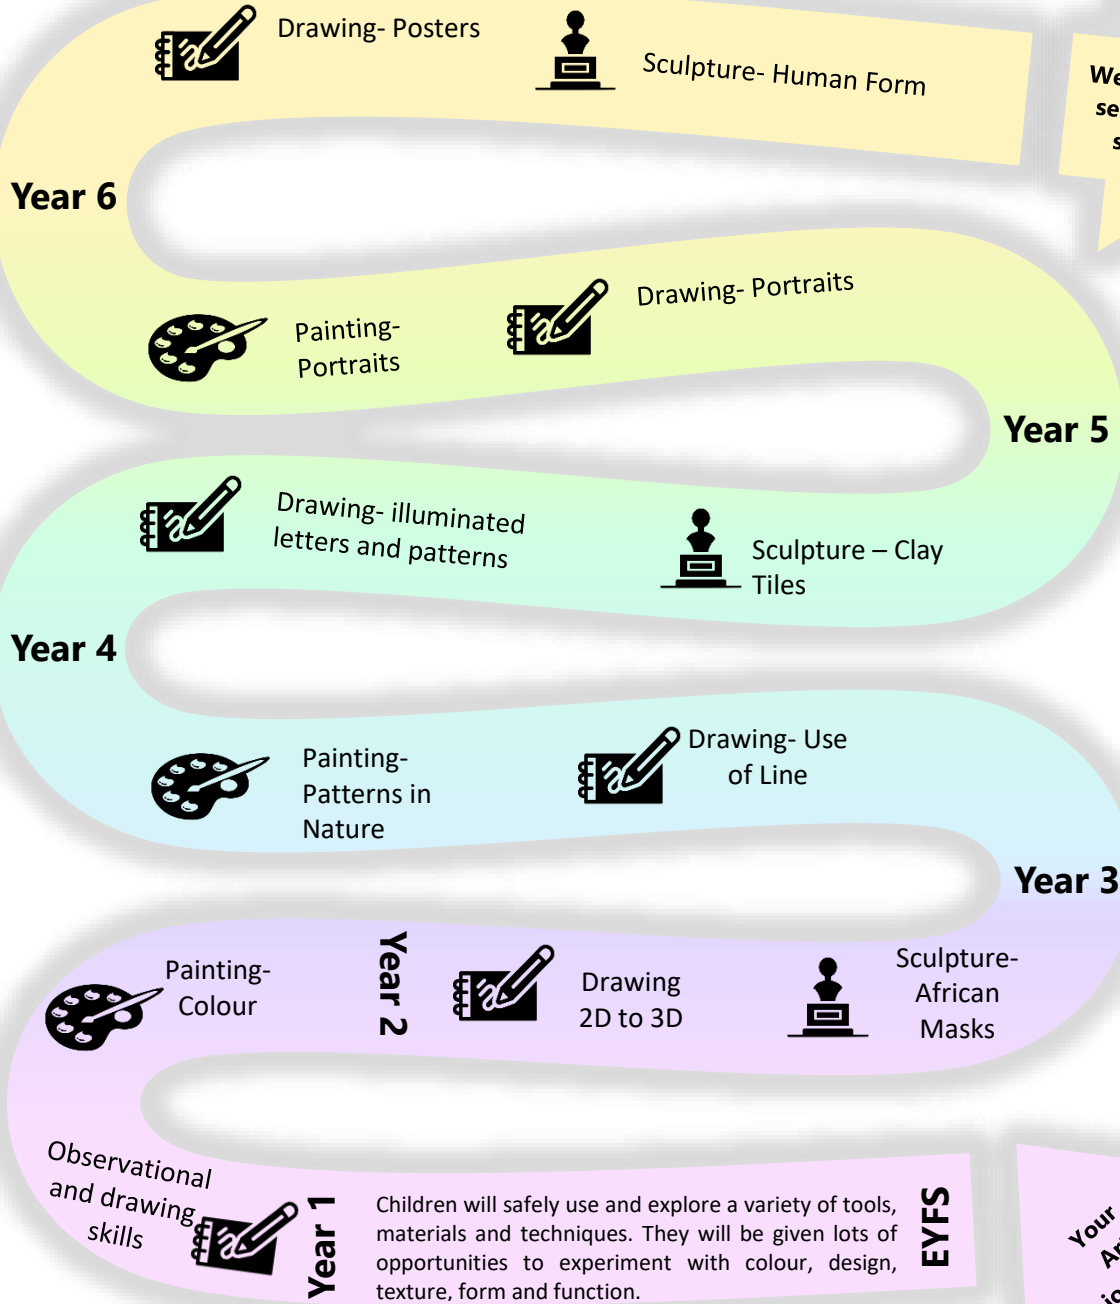 Drawing- Posters
Sculpture- Human Form
We
se
s
Year 6
Drawing- Portraits
Painting-
Portraits
Year 5
Drawing- illuminated
letters and patterns
Sculpture – Clay
Tiles
Year 4
Drawing- Use
of Line
Painting-
Patterns in
Nature
Year 3
Painting-
Colour
Year 2
Drawing
2D to 3D
Sculpture-
African
Masks
Observational
and drawing
skills
Year 1
Children will safely use and explore a variety of tools,
materials and techniques. They will be given lots of
opportunities to experiment with colour, design,
texture, form and function.
EYFS
Your